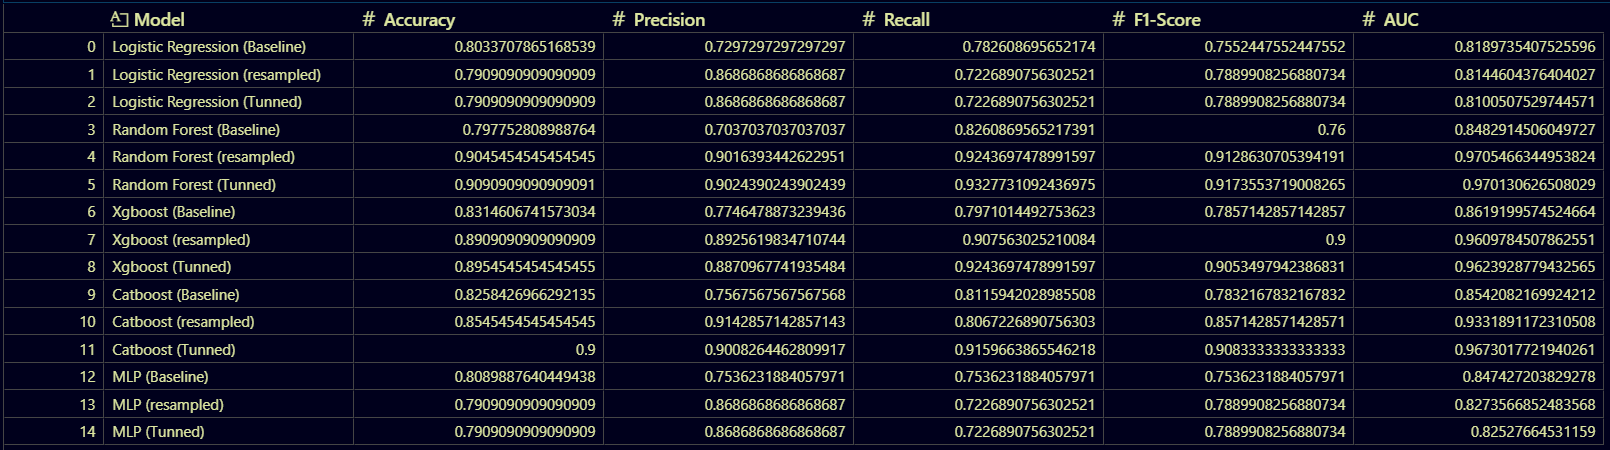 Model # Accuracy # Precision # Recall # F1-Score # AUC
0 Logistic Regression (Baseline) 0.8033707865168539 0.7297297297297297 0.782608695652174 0.7552447552447552 0.8189735407525596
1 Logistic Regression (resampled) 0.7909090909090909 0.8686868686868687 0.7226890756302521 0.7889908256880734 0.8144604376404027
2 Logistic Regression (Tunned) 0.7909090909090909 0.8686868686868687 0.7226890756302521 0.7889908256880734 0.8100507529744571
3 Random Forest (Baseline) 0.797752808988764 0.7037037037037037 0.8260869565217391 0.76 0.8482914506049727
4 Random Forest (resampled) 0.9045454545454545 0.9016393442622951 0.9243697478991597 0.9128630705394191 0.9705466344953824
5 Random Forest (Tunned) 0.9090909090909091 0.9024390243902439 0.9327731092436975 0.9173553719008265 0.970130626508029
6 Xgboost (Baseline) 0.8314606741573034 0.7746478873239436 0.7971014492753623 0.7857142857142857 0.8619199574524664
7 Xgboost (resampled) 0.8909090909090909 0.8925619834710744 0.907563025210084 0.9 0.9609784507862551
8 Xgboost (Tunned) 0.8954545454545455 0.8870967741935484 0.9243697478991597 0.9053497942386831 0.9623928779432565
9 Catboost (Baseline) 0.8258426966292135 0.7567567567567568 0.8115942028985508 0.7832167832167832 0.8542082169924212
10 Catboost (resampled) 0.8545454545454545 0.9142857142857143 0.8067226890756303 0.8571428571428571 0.9331891172310508
11 Catboost (Tunned) 0.9 0.9008264462809917 0.9159663865546218 0.9083333333333333 0.9673017721940261
12 MLP (Baseline) 0.8089887640449438 0.7536231884057971 0.7536231884057971 0.7536231884057971 0.847427203829278
13 MLP (resampled) 0.7909090909090909 0.8686868686868687 0.7226890756302521 0.7889908256880734 0.8273566852483568
14 MLP (Tunned) 0.7909090909090909 0.8686868686868687 0.7226890756302521 0.7889908256880734 0.82527664531159